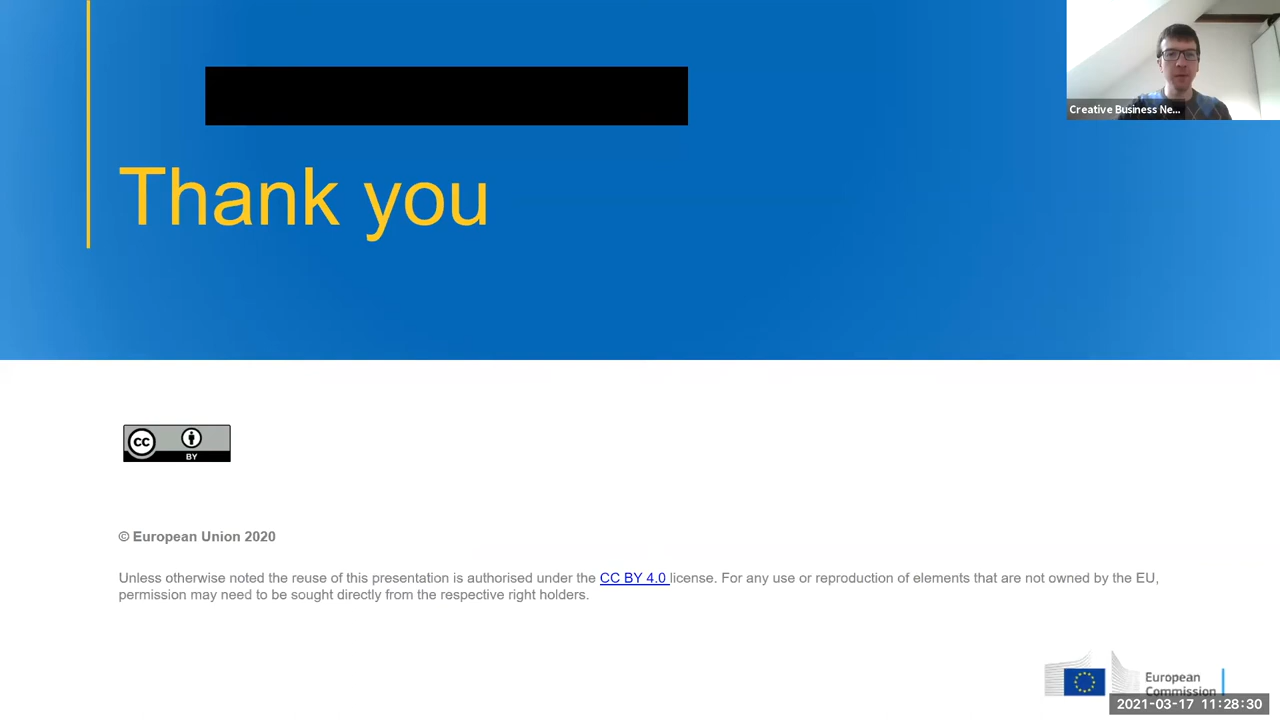 Creative Business Ne...
Thank you
CC
BY
© European Union 2020
Unless otherwise noted the reuse of this presentation is authorised under the CC BY 4.0 license. For any use or reproduction of elements that are not owned by the EU,
permission may need to be sought directly from the respective right holders.
European
Commission
2021-03-17 11:28:30